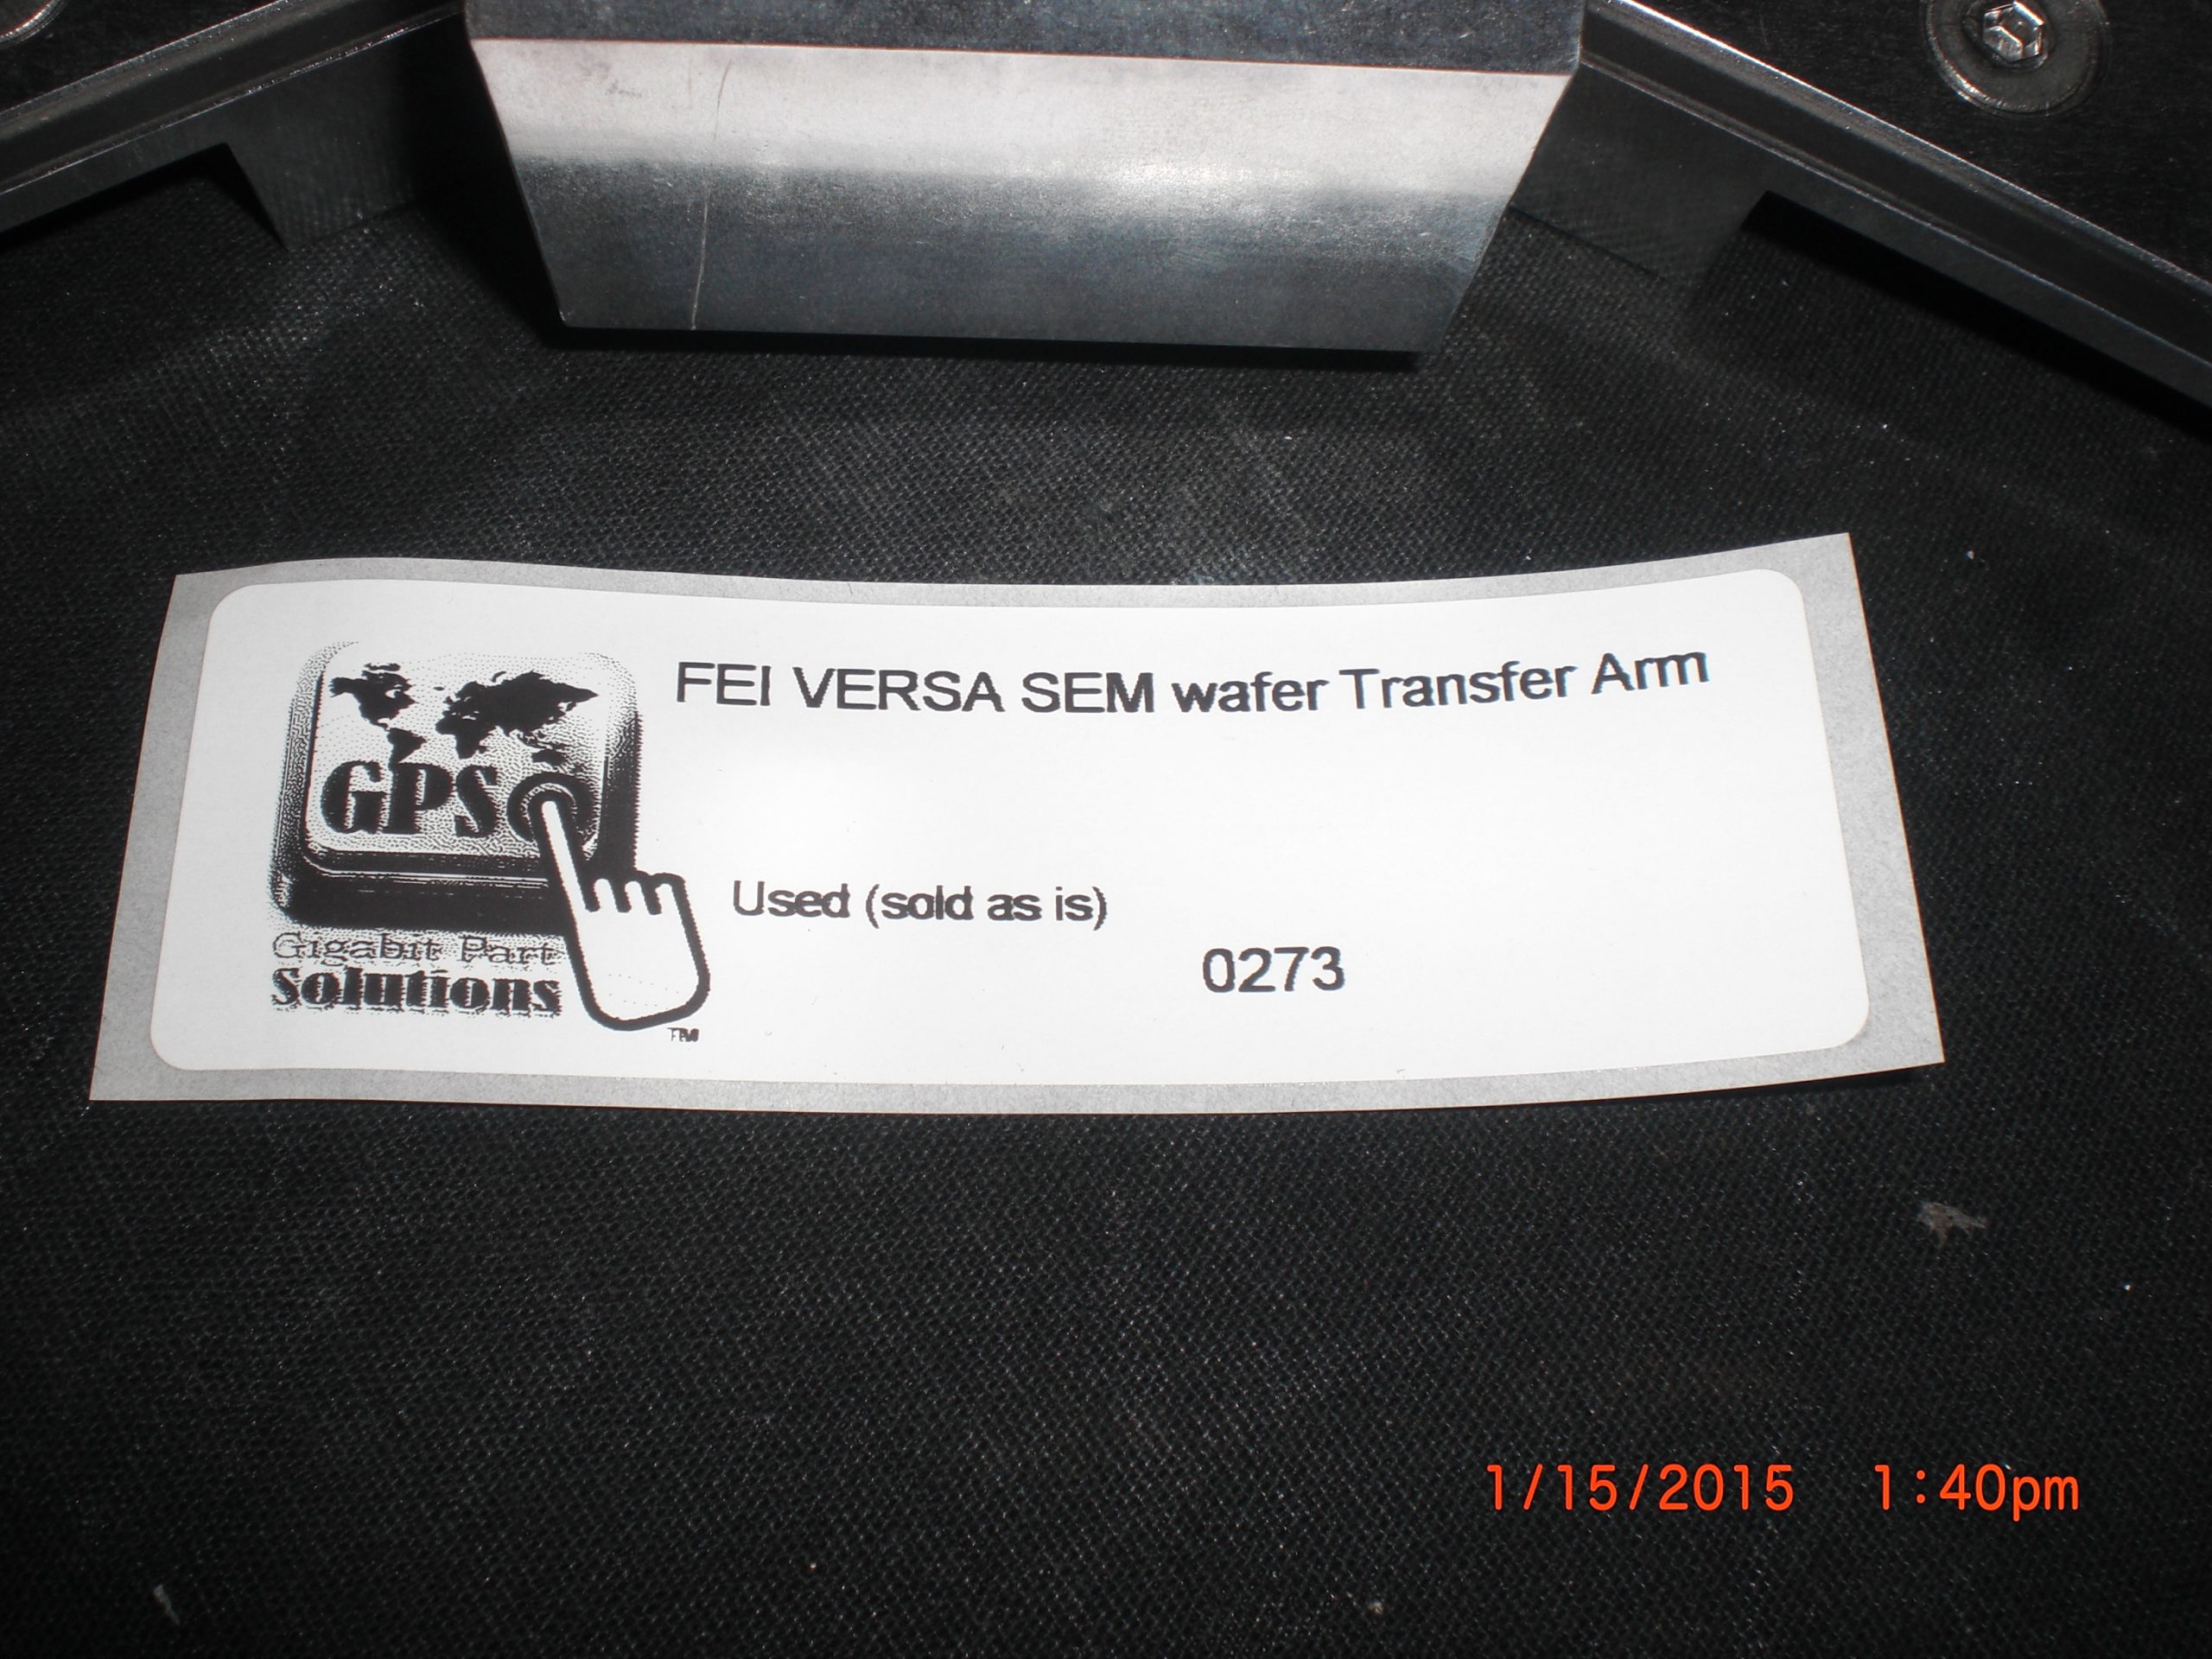 FEI VERSA SEM wafer Transfer Arm
GPS
Used (sold as is)
Gigabit Part
Solutions
0273
TM
1/15/2015 1:40pm